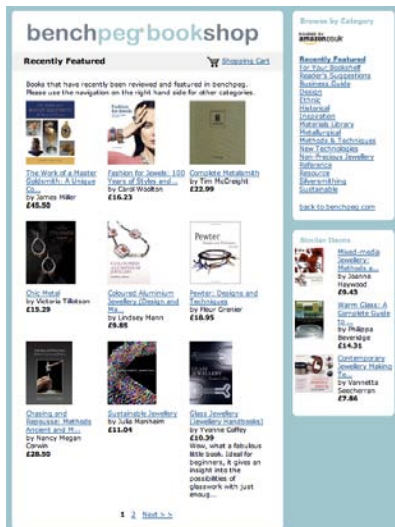 benchpeg bookshop
Recently Featured
Shopping Cart
Books that have recently been reviewed and featured in benchpeg.
Please use the navigation on the right hand side for other categories.
The Work of a Master
Goldsmith: A Unique
Co...
by James Miller
£45.50
Fashion for Jewels: 100
Years of Styles and...
by Carol Woolton
£16.23
Complete Metalsmith
by Tim McCreight
£22.99
Chic Metal
by Victoria Tillotson
£15.29
Coloured Aluminium
Jewellery (Design and
Ma...
by Lindsey Mann
£9.85
Pewter: Designs and
Techniques
by Fleur Grenier
£18.95
Chasing and
Repousse: Methods
Ancient and M...
by Nancy Megan
Corwin
£28.50
Sustainable Jewellery
by Julie Manheim
£11.04
Glass Jewellery
(Jewellery Handbooks)
by Yvonne Coffey
£10.39
Wow, what a fabulous
little book. Ideal for
beginners, it gives an
insight into the
possibilities of
glasswork with just
enoug...
1 2 Next > >
Browse by Category
POWERED BY
amazon.co.uk
Recently Featured
For Your Bookshelf
Reader's Suggestions
Business Guide
Design
Ethnic
Historical
Inspiration
Materials Library
Metallurgical
Methods & Techniques
New Technologies
Non-Precious Jewellery
Reference
Resource
Silversmithing
Sustainable
back to benchpeg.com
Similar Items
Mixed-media
Jewellery:
Methods a...
by Joanne
Haywood
£9.43
Warm Glass: A
Complete Guide
to ...
by Philippa
Beveridge
£14.31
Contemporary
Jewellery Making
Te...
by Vannetta
Seecharran
£7.86